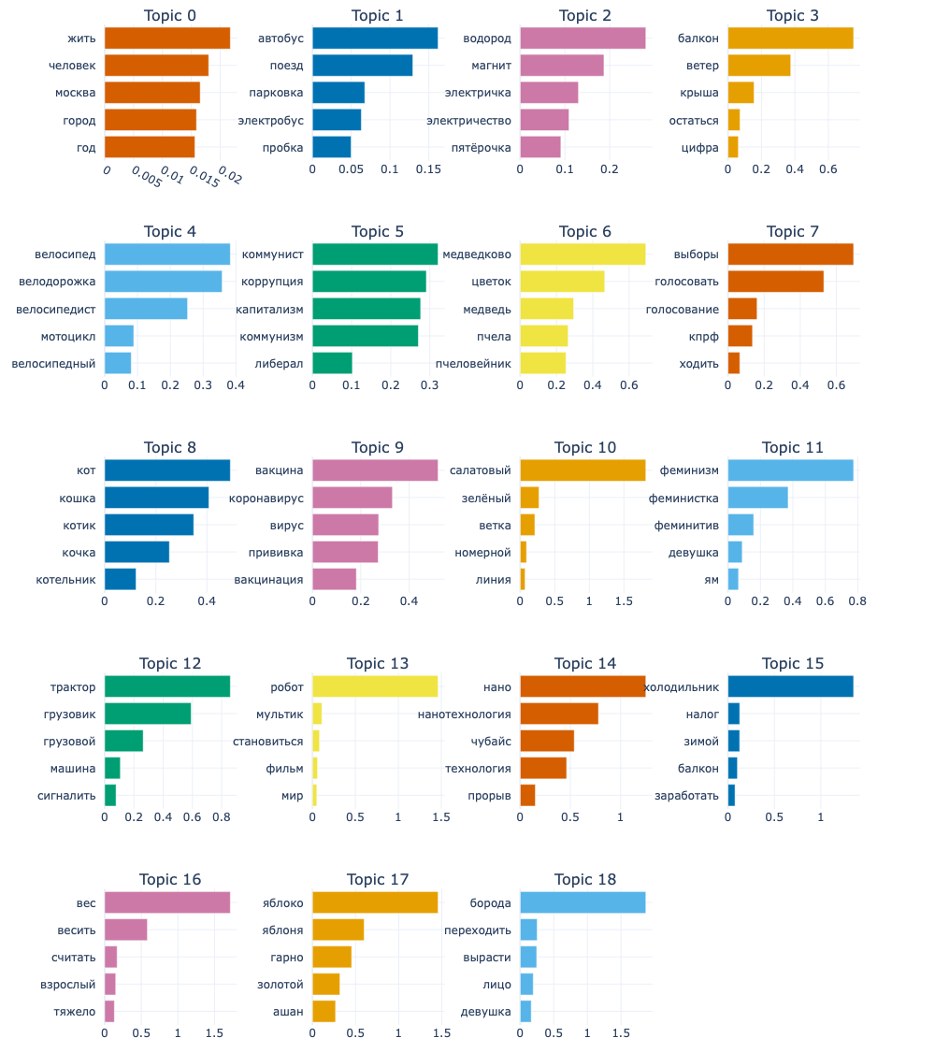 Topic 0
жить
человек
москва
город
год
0 0.005 0.01 0.015 0.02
Topic 1
автобус
поезд
парковка
электробус
пробка
0 0.05 0.1 0.15
Topic 2
водород
магнит
электричка
электричество
пятёрочка
0 0.1 0.2
Topic 3
балкон
ветер
крыша
остаться
цифра
0 0.2 0.4 0.6
Topic 4
велосипед
велодорожка
велосипедист
мотоцикл
велосипедный
0 0.1 0.2 0.3 0.4
Topic 5
коммунист
коррупция
капитализм
коммунизм
либерал
0 0.1 0.2 0.3
Topic 6
медведково
цветок
медведь
пчела
пчеловейник
0 0.2 0.4 0.6
Topic 7
выборы
голосовать
голосование
кпрф
ходить
0 0.2 0.4 0.6
Topic 8
кот
кошка
котик
кочка
котельник
0 0.2 0.4
Topic 9
вакцина
коронавирус
вирус
прививка
вакцинация
0 0.2 0.4
Topic 10
салатовый
зелёный
ветка
номерной
линия
0 0.5 1 1.5
Topic 11
феминизм
феминистка
феминитив
девушка
ям
0 0.2 0.4 0.6 0.8
Topic 12
трактор
грузовик
грузовой
машина
сигналить
0 0.2 0.4 0.6 0.8
Topic 13
робот
мультик
становиться
фильм
мир
0 0.5 1 1.5
Topic 14
нано
нанотехнология
чубайс
технология
прорыв
0 0.5 1
Topic 15
холодильник
налог
зимой
балкон
заработать
0 0.5 1
Topic 16
вес
весить
считать
взрослый
тяжело
0 0.5 1 1.5
Topic 17
яблоко
яблоня
гарно
золотой
ашан
0 0.5 1 1.5
Topic 18
борода
переходить
вырасти
лицо
девушка
0 0.5 1 1.5